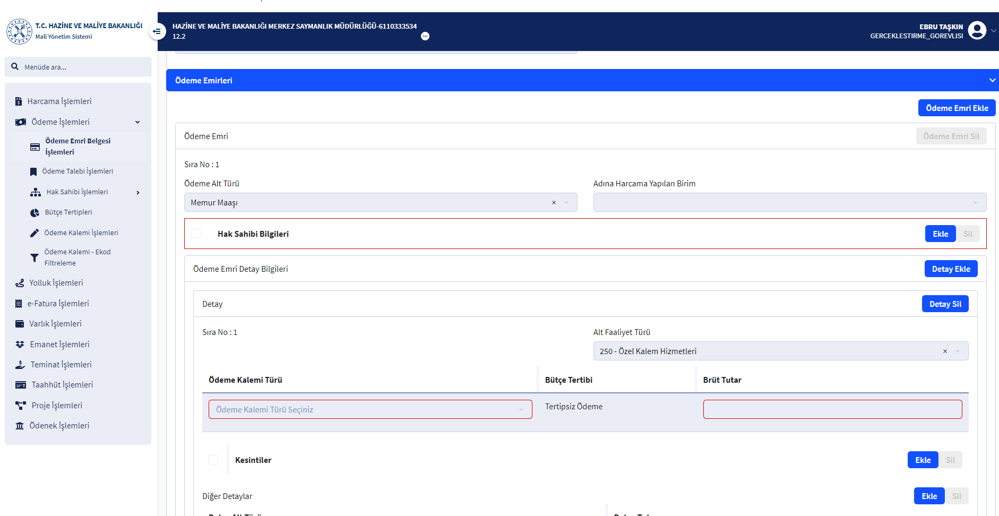 T.C. HAZİNE VE MALİYE BAKANLIĞI
Mali Yönetim Sistemi
HAZİNE VE MALİYE BAKANLIĞI MERKEZ SAYMANLIK MÜDÜRLÜĞÜ-6110333534
12.2
EBRU TAŞKIN
GERCEKLESTIRME_GOREVLISI
Menüde ara...
Harcama İşlemleri
Ödeme İşlemleri
Ödeme Emri Belgesi
İşlemleri
Ödeme Talebi İşlemleri
Hak Sahibi İşlemleri
Bütçe Tertipleri
Ödeme Kalemi İşlemleri
Ödeme Kalemi - Ekod
Filtreleme
Yolluk İşlemleri
e-Fatura İşlemleri
Varlık İşlemleri
Emanet İşlemleri
Teminat İşlemleri
Taahhüt İşlemleri
Proje İşlemleri
Ödenek İşlemleri
Ödeme Emirleri
Ödeme Emri Ekle
Ödeme Emri
Ödeme Emri Sil
Sıra No : 1
Ödeme Alt Türü
Adına Harcama Yapılan Birim
Memur Maaşı
Hak Sahibi Bilgileri
Ekle
Sil
Ödeme Emri Detay Bilgileri
Detay Ekle
Detay
Detay Sil
Sıra No : 1
Alt Faaliyet Türü
250 - Özel Kalem Hizmetleri
Ödeme Kalemi Türü
Bütçe Tertibi
Brüt Tutar
Ödeme Kalemi Türü Seçiniz
Tertipsiz Ödeme
Kesintiler
Ekle
Sil
Diğer Detaylar
Ekle
Sil